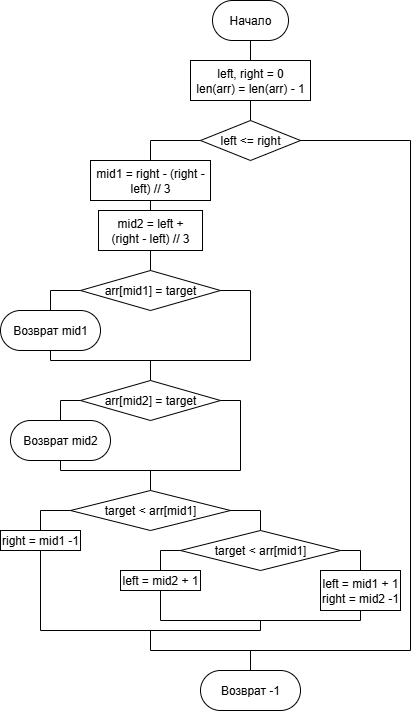 Начало
left, right = 0
len(arr) = len(arr) - 1
left <= right
mid1 = right - (right -
left) // 3
mid2 = left +
(right - left) // 3
arr[mid1] = target
Возврат mid1
arr[mid2] = target
Возврат mid2
target < arr[mid1]
right = mid1 -1
target < arr[mid1]
left = mid2 + 1
left = mid1 + 1
right = mid2 -1
Возврат -1